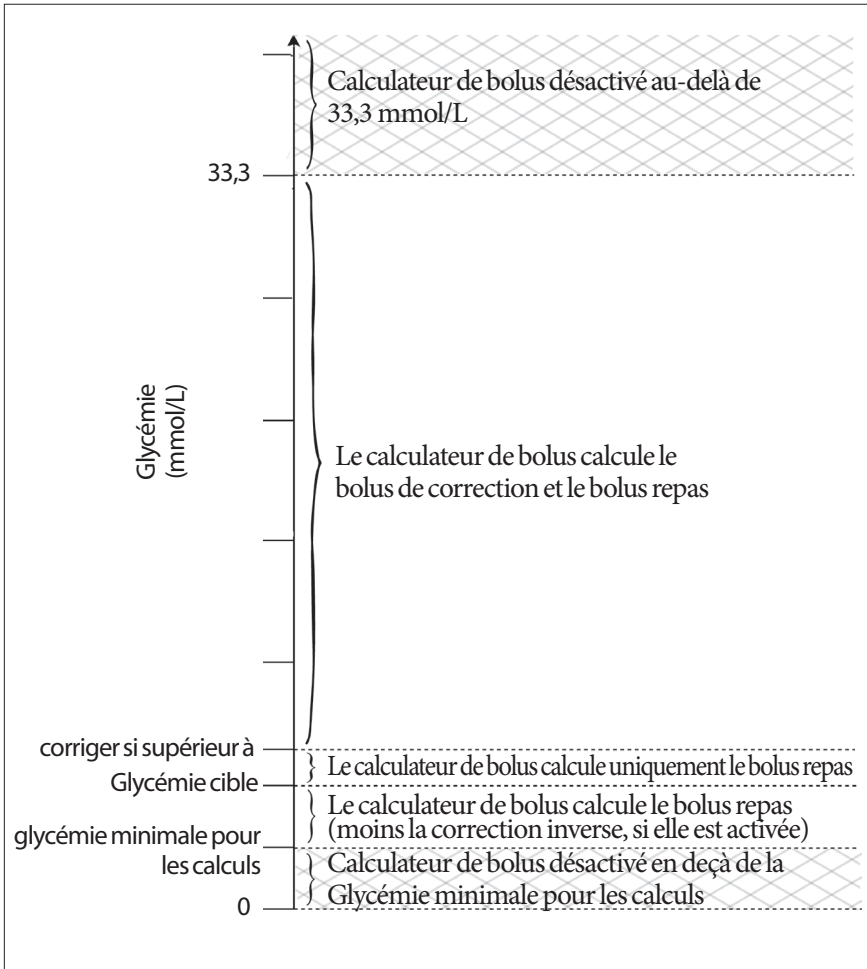 Calculateur de bolus désactivé au-delà de
33,3 mmol/L
33,3
Glycémie
(mmol/L)
Le calculateur de bolus calcule le
bolus de correction et le bolus repas
corriger si supérieur à
Le calculateur de bolus calcule uniquement le bolus repas
Glycémie cible
Le calculateur de bolus calcule le bolus repas
(moins la correction inverse, si elle est activée)
glycémie minimale pour
les calculs
Calculateur de bolus désactivé en deçà de la
Glycémie minimale pour les calculs
0